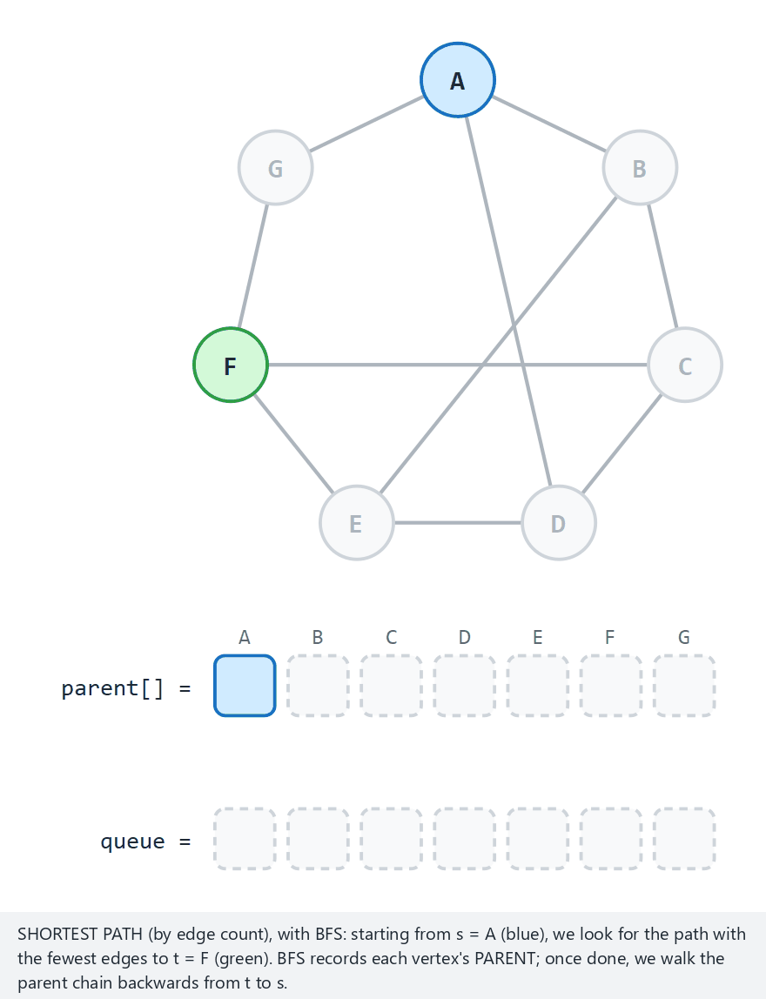 A
G
B
F
C
E
D
A B C D E F G
parent[] =
queue =
SHORTEST PATH (by edge count), with BFS: starting from s = A (blue), we look for the path with
the fewest edges to t = F (green). BFS records each vertex's PARENT; once done, we walk the
parent chain backwards from t to s.